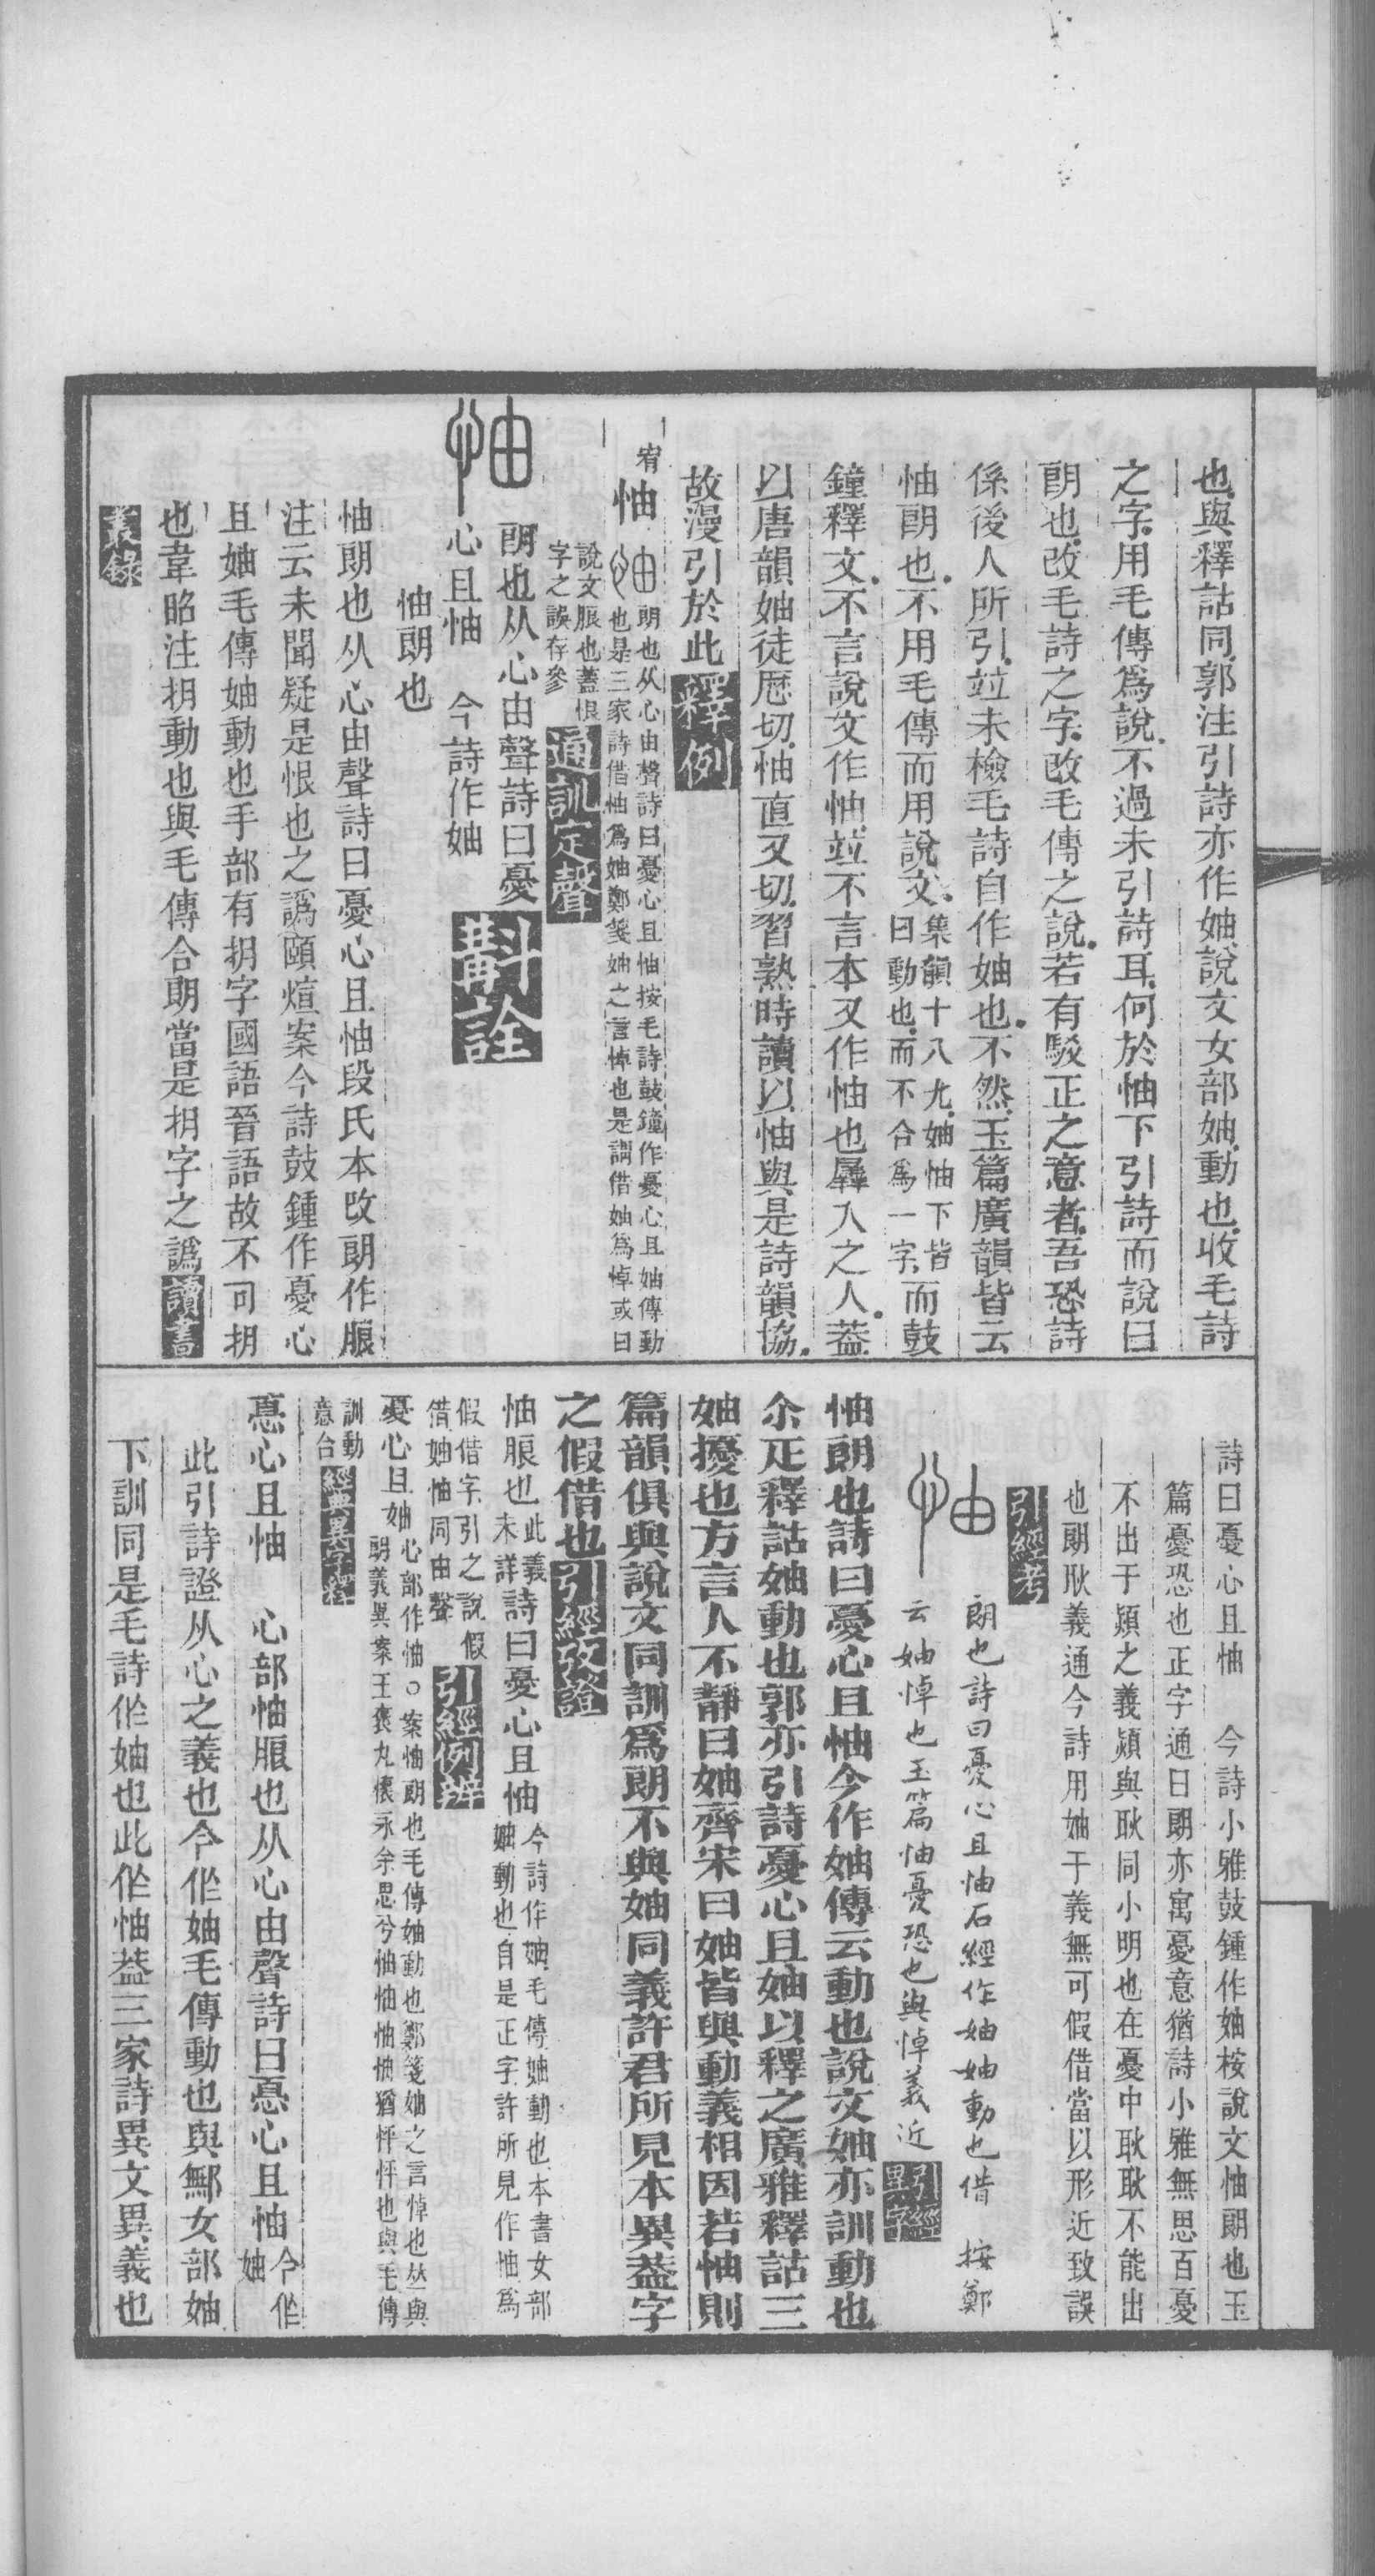 也與釋詁同郭注引詩亦作妯說文女部妯動也收毛詩
之字用毛傳爲說不過未引詩耳何於怞下引詩而說曰
朗也改毛詩之字改毛傳之說若有駁正之意者吾恐詩
係後人所引竝未檢毛詩自作妯也不然玉篇廣韻皆云
怞朗也不用毛傳而用說文集韻十八尤妯怞下皆
曰動也而不合爲一字而鼓
鐘釋文不言說文作怞竝不言本又作怞也羼入之人葢
以唐韻妯徒厯切怞直又切習熟時讀以怞與是詩韻協
故漫引於此釋例
宥怞朗也从心由聲詩曰憂心且怞按毛詩鼓鐘作憂心且妯傳動
也是三家詩借怞爲妯鄭箋妯之言悼也是謂借妯爲悼或曰
說文脹也蓋恨
字之誤存參通訓定聲
怞朗也从心由聲詩曰憂
心且怞 今詩作妯斠詮
怞朗也
怞朗也从心由聲詩曰憂心且怞段氏本改朗作脹
注云未聞疑是恨也之譌頤煊案今詩鼓鍾作憂心
且妯毛傳妯動也手部有抈字國語晉語故不可抈
也韋昭注抈動也與毛傳合朗當是抈字之譌讀書
叢錄
詩曰憂心且怞 今詩小雅鼓鍾作妯桉說文怞朗也玉
篇憂恐也正字通曰朗亦寓憂意猶詩小雅無思百憂
不出于熲之義熲與耿同小明也在憂中耿耿不能出
也朗耿義通今詩用妯于義無可假借當以形近致誤
引經考
怞 朗也詩曰憂心且怞石經作妯妯動也借 按鄭
云妯悼也玉篇怞憂恐也與悼義近引經異字
怞朗也詩曰憂心且怞今作妯傳云動也說文妯亦訓動也
尒疋釋詁妯動也郭亦引詩憂心且妯以釋之廣雅釋詁三
妯擾也方言人不靜曰妯齊宋曰妯皆與動義相因若怞則
篇韻俱與說文同訓爲朗不與妯同義許君所見本異葢字
之假借也引經攷證
怞脹也此義
未詳詩曰憂心且怞今詩作妯毛傳妯動也本書女部
妯動也自是正字許所見作怞爲
假借字引之說假
借妯怞同由聲引經例辨
憂心且妯心部作怞○案怞朗也毛傳妯動也鄭箋妯之言悼也竝與
朗義異案王褒九懷永余思兮怞怞怞怞猶忡忡也與毛傳
訓動
意合經典異字釋
惪心且怞 心部怞脹也从心由聲詩曰惪心且怞今作
妯
此引詩證从心之義也今作妯毛傳動也與鄦女部妯
下訓同是毛詩作妯也此作怞葢三家詩異文異義也